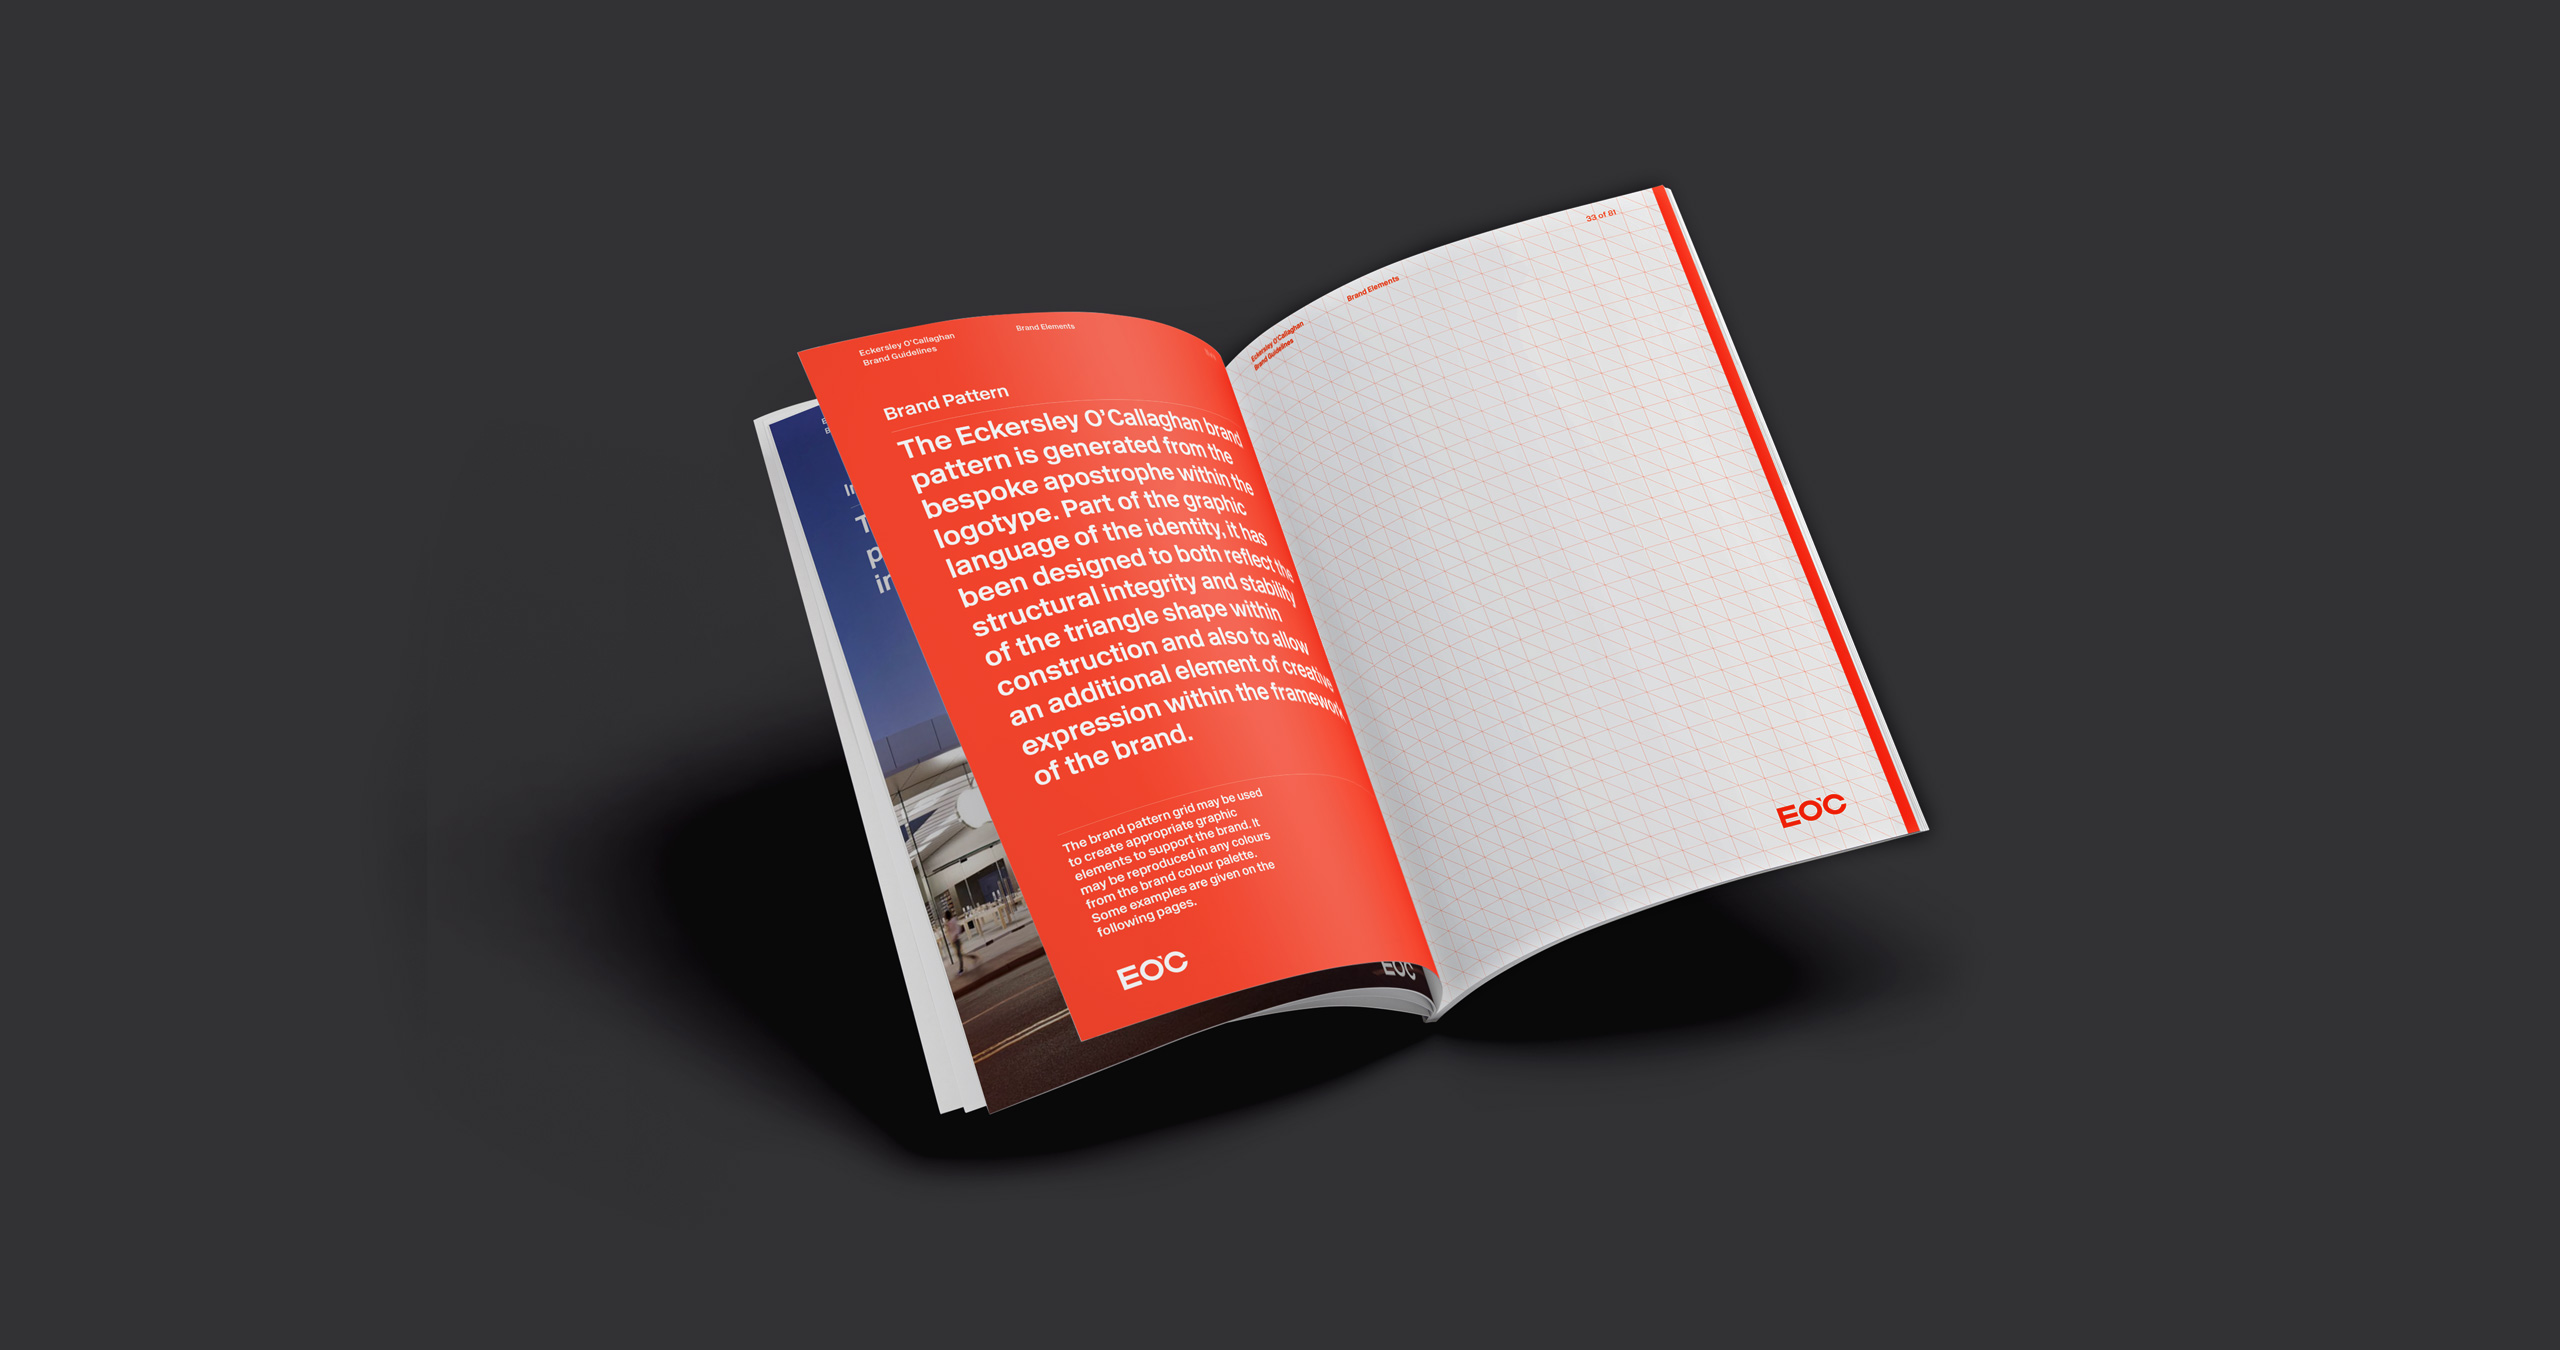 Eckersley O'Callaghan
Brand Guidelines
Brand Elements
Brand Pattern
The Eckersley O'Callaghan brand
pattern is generated from the
bespoke apostrophe within the
logotype. Part of the graphic
language of the identity, it has
been designed to both reflect the
structural integrity and stability
of the triangle shape within
construction and also to allow
an additional element of creative
expression within the framework
of the brand.
The brand pattern grid may be used
to create appropriate graphic
elements to support the brand. It
may be reproduced in any colours
from the brand colour palette.
Some examples are given on the
following pages.
EO'C
EO'C
Eckersley O'Callaghan
Brand Guidelines
Brand Elements
33 of 81
EO'C